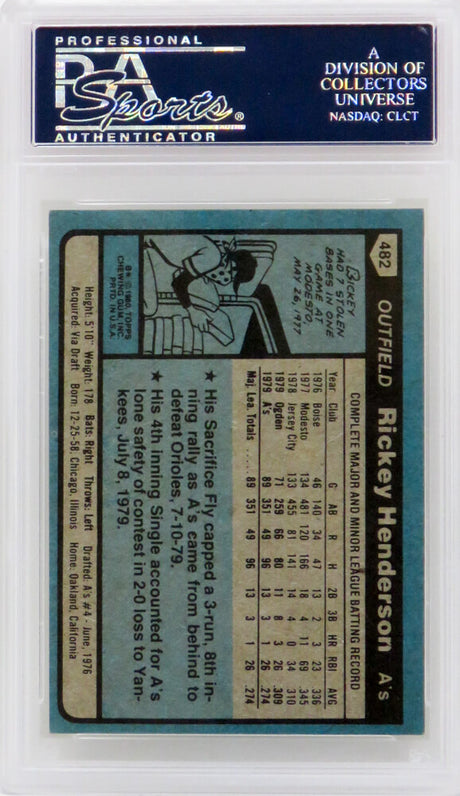 PROFESSIONAL
PSA
Sports®
AUTHENTICATOR
A
DIVISION OF
COLLECTORS
UNIVERSE
NASDAQ: CLCT
482 OUTFIELD Rickey Henderson A's
COMPLETE MAJOR AND MINOR LEAGUE BATTING RECORD
Year Club G AB R H 2B 3B HR RBI AVG
1976 Boise 46 140 34 47 13 2 3 23 .336
1977 Modesto 134 481 120 166 18 4 11 69 .345
1978 Jersey City 133 455 81 141 14 4 0 34 .310
1979 Ogden 71 259 66 80 11 8 3 26 .309
1979 A's 89 351 49 96 13 3 1 26 .274
Maj. Lea. Totals 89 351 49 96 13 3 1 26 .274
RICKEY
HAD 7 STOLEN
BASES IN ONE
GAME AT
MODESTO
MAY 26, 1977
B* © 1980 TOPPS
CHEWING GUM, INC.
PRTD. IN U.S.A.
★ His Sacrifice Fly capped a 3-run, 8th in-
ning rally as A's came from behind to
defeat Orioles, 7-10-79.
★ His 4th inning Single accounted for A's
lone safety of contest in 2-0 loss to Yan-
kees, July 8, 1979.
Height: 5'10" Weight: 178 Bats: Right Throws: Left Drafted: A's #4 - June, 1976
Acquired: Via Draft Born: 12-25-58, Chicago, Illinois Home: Oakland, California